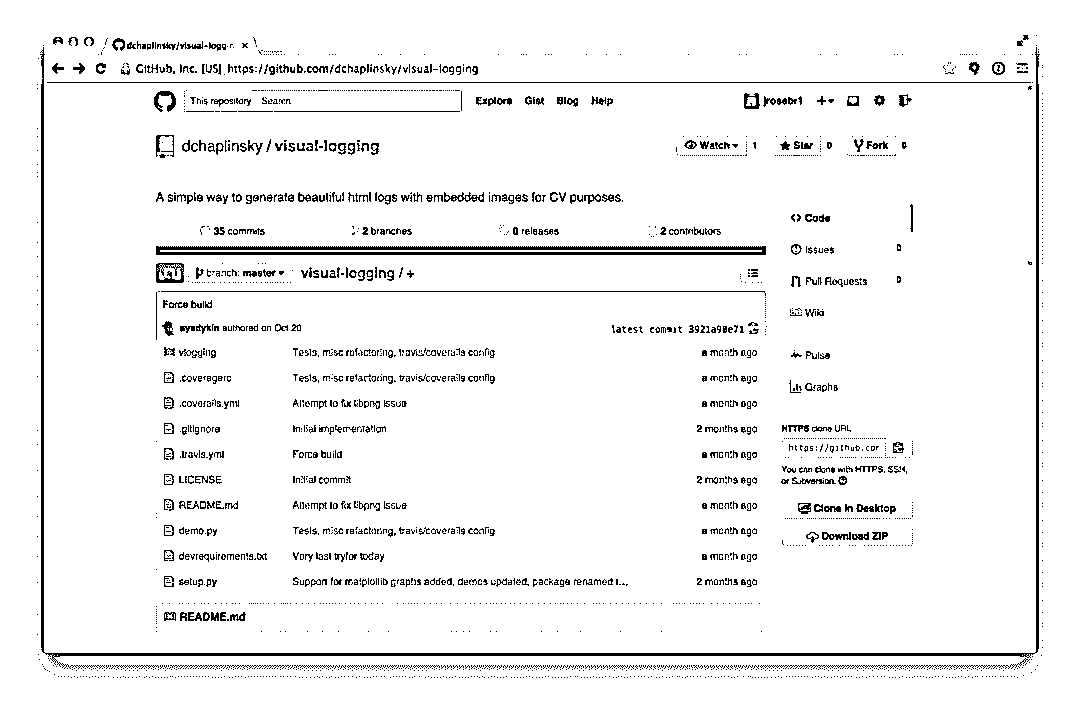 dchaplinsky/visual-logg
GitHub, Inc. [US] https://github.com/dchaplinsky/visual-logging
This repository Search Explore Gist Blog Help jrosebr1
dchaplinsky / visual-logging Watch 1 Star 0 Fork 0
A simple way to generate beautiful html logs with embedded images for CV purposes.
35 commits 2 branches 0 releases 2 contributors
branch: master visual-logging / +
Force build
authored on Oct 20 latest commit 3921a90e71
vlogging Tests, misc refactoring, travis/coveralls config a month ago
.coveragerc Tests, misc refactoring, travis/coveralls config a month ago
.coveralls.yml Attempt to fix libpng issue a month ago
.gitignore Initial implementation 2 months ago
.travis.yml Force build a month ago
LICENSE Initial commit 2 months ago
README.md Attempt to fix libpng issue a month ago
demo.py Tests, misc refactoring, travis/coveralls config a month ago
devrequirements.txt Very last try for today a month ago
setup.py Support for matplotlib graphs added, demos updated, package renamed t... 2 months ago
README.md
Code
Issues 0
Pull Requests 0
Wiki
Pulse
Graphs
HTTPS clone URL
https://github.cor
You can clone with HTTPS, SSH,
or Subversion.
Clone in Desktop
Download ZIP